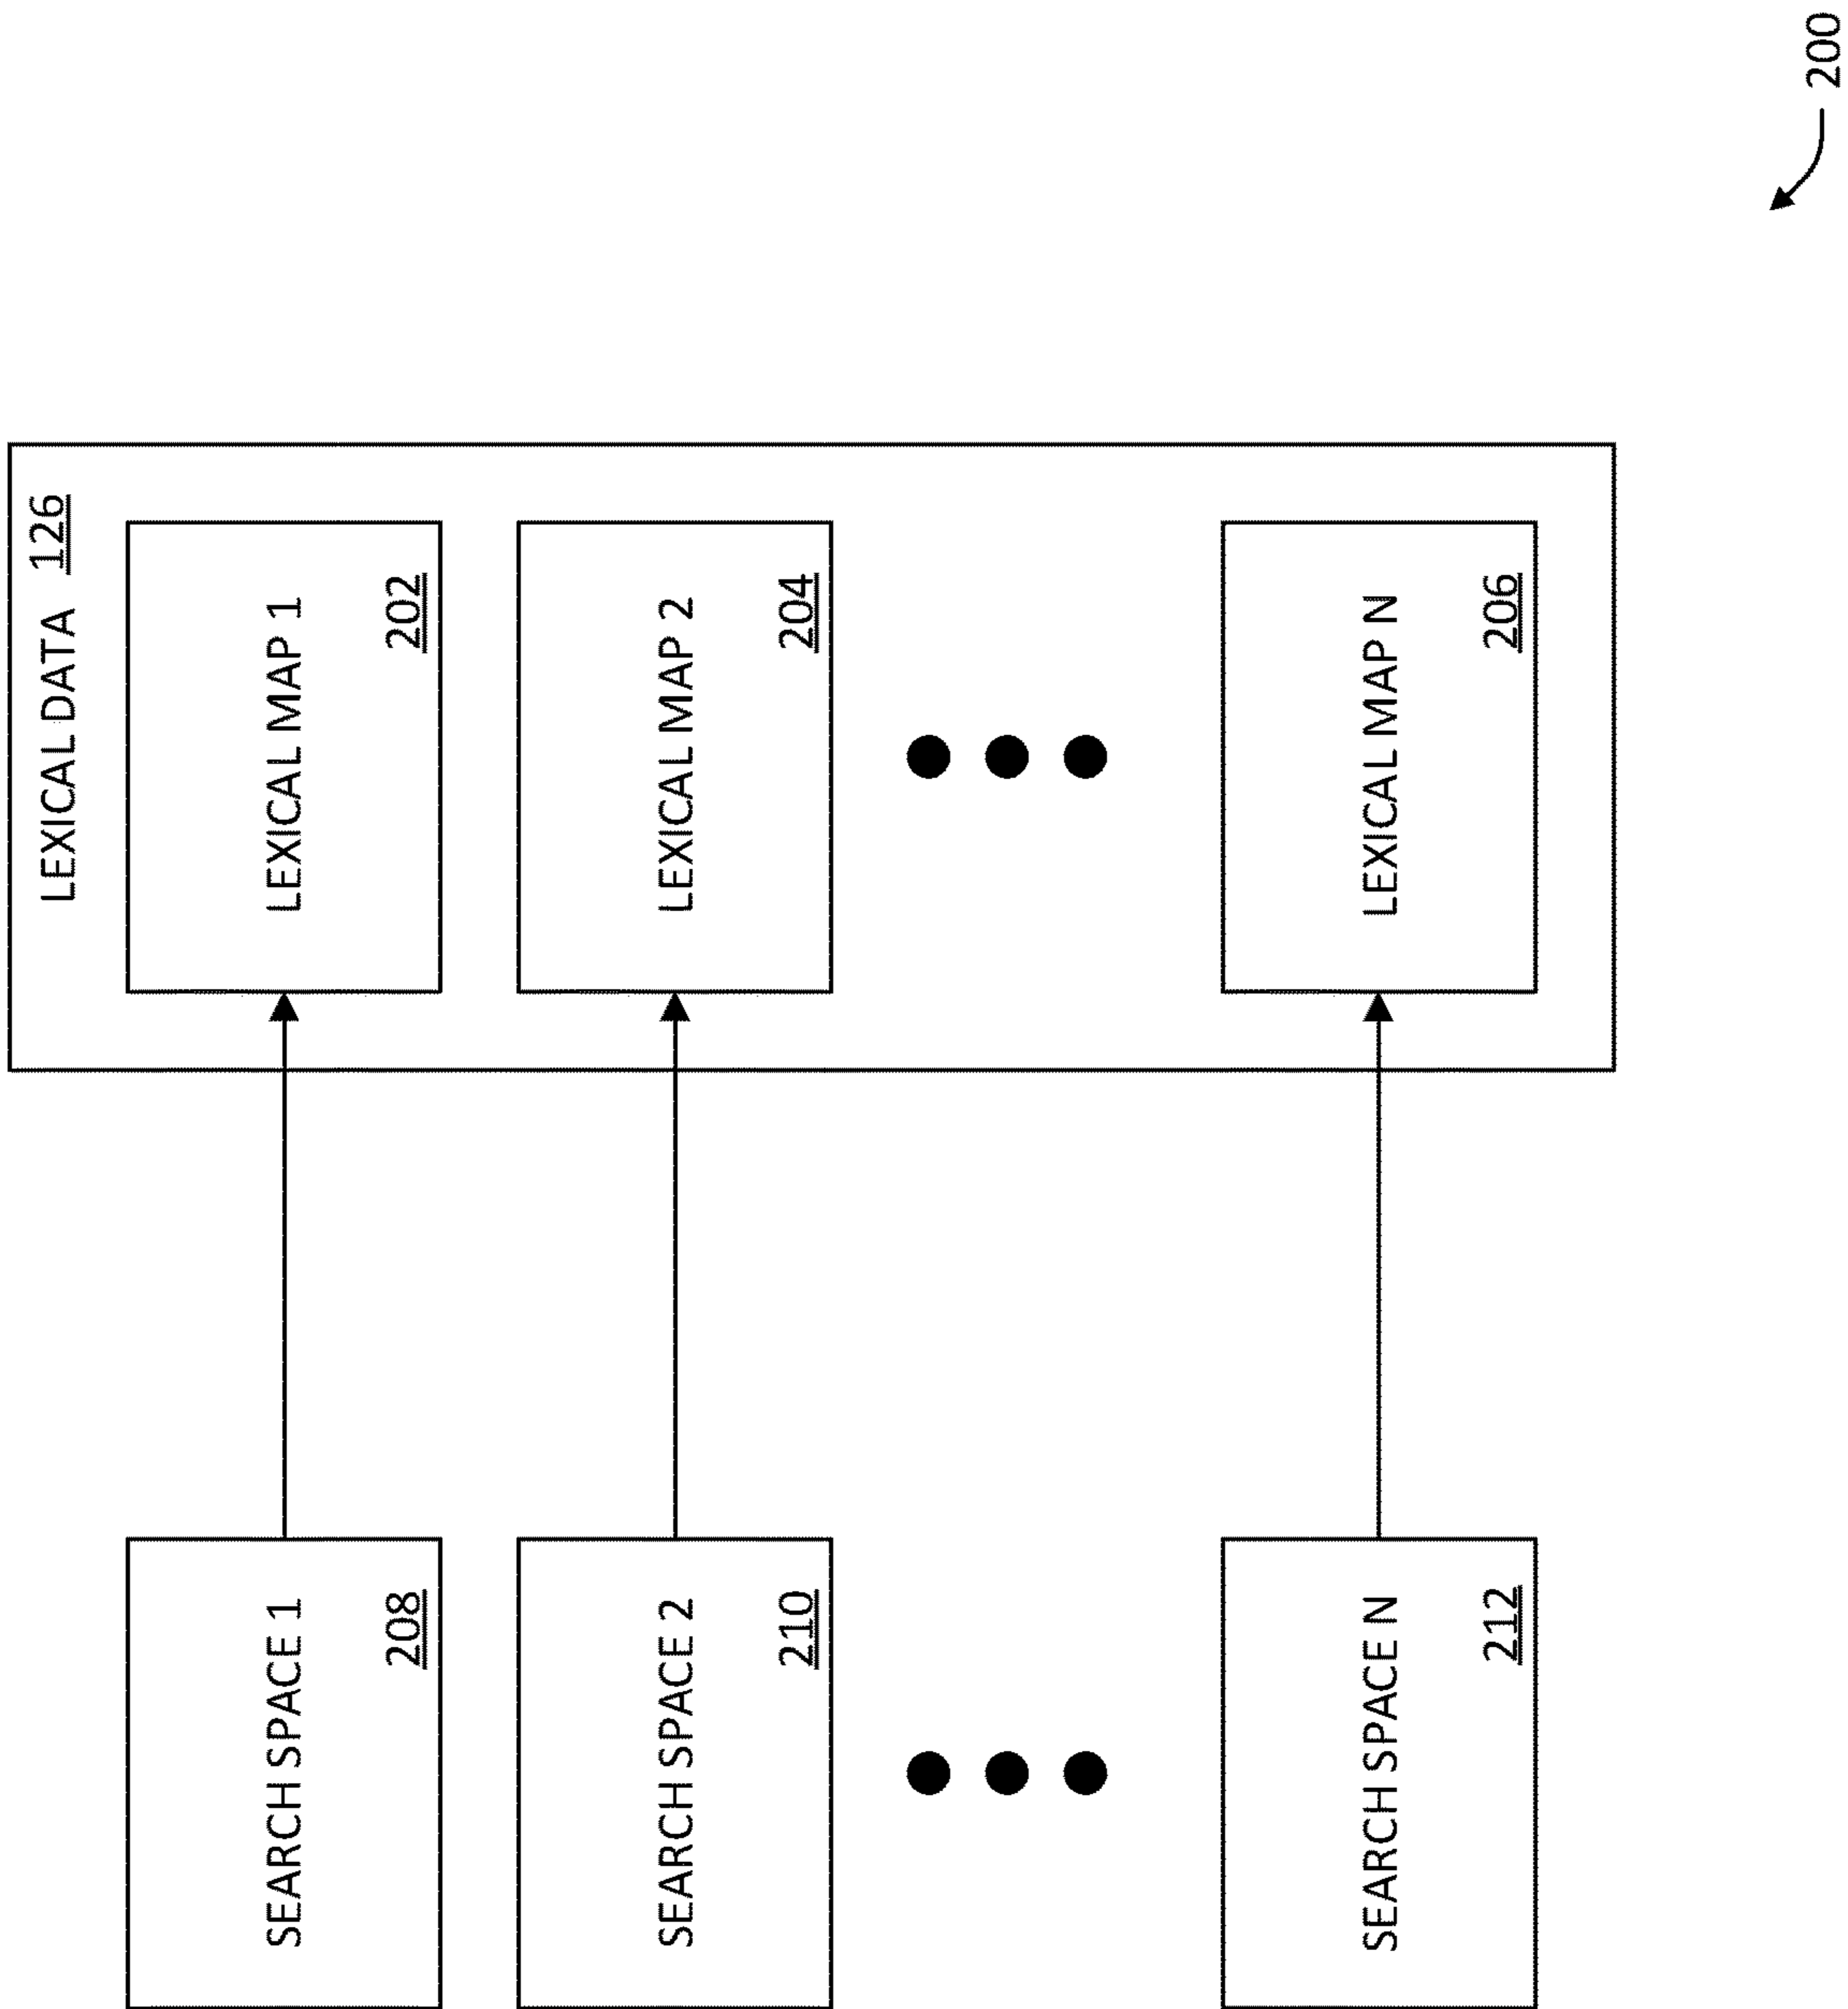 LEXICAL DATA 126
SEARCH SPACE 1
208
LEXICAL MAP 1
202
SEARCH SPACE 2
210
LEXICAL MAP 2
204
SEARCH SPACE N
212
LEXICAL MAP N
206
200